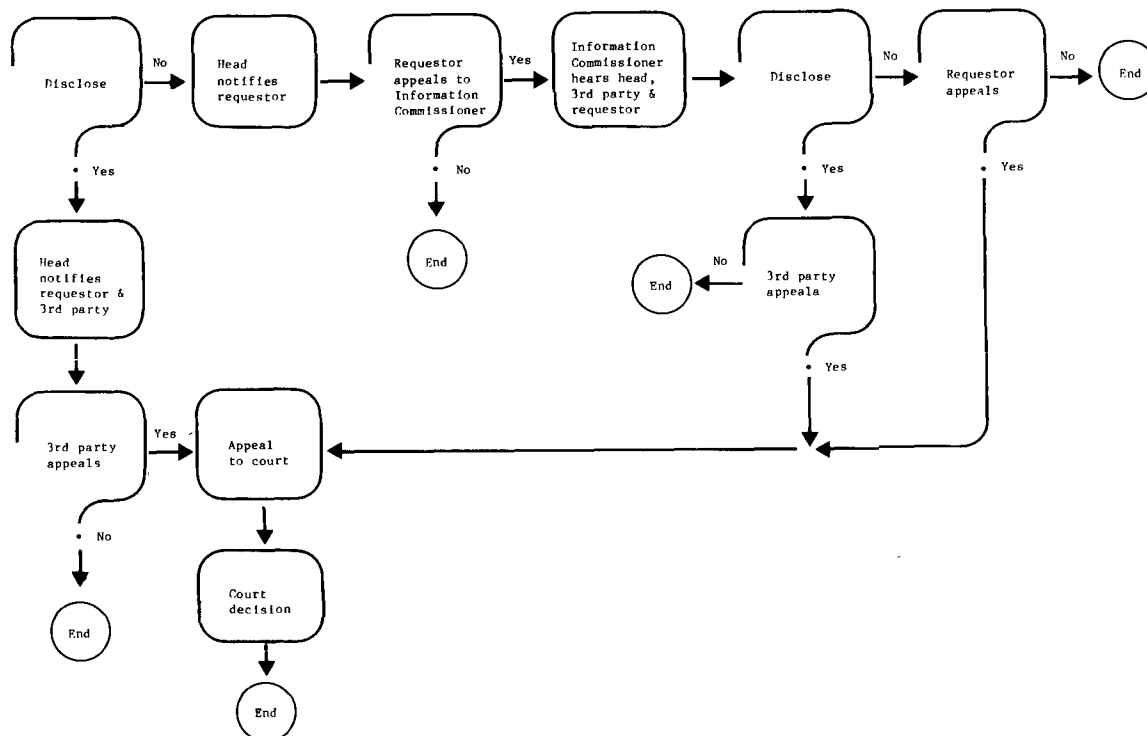 Disclose
No
Head
notifies
requestor
Requestor
appeals to
Information
Commissioner
Yes
Information
Commissioner
hears head,
3rd party &
requestor
Disclose
No
Requestor
appeals
No
End
Yes
No
Yes
Yes
Head
notifies
requestor &
3rd party
End
End
No
3rd party
appeala
Yes
3rd party
appeals
Yes
Appeal
to court
No
Court
decision
End
End